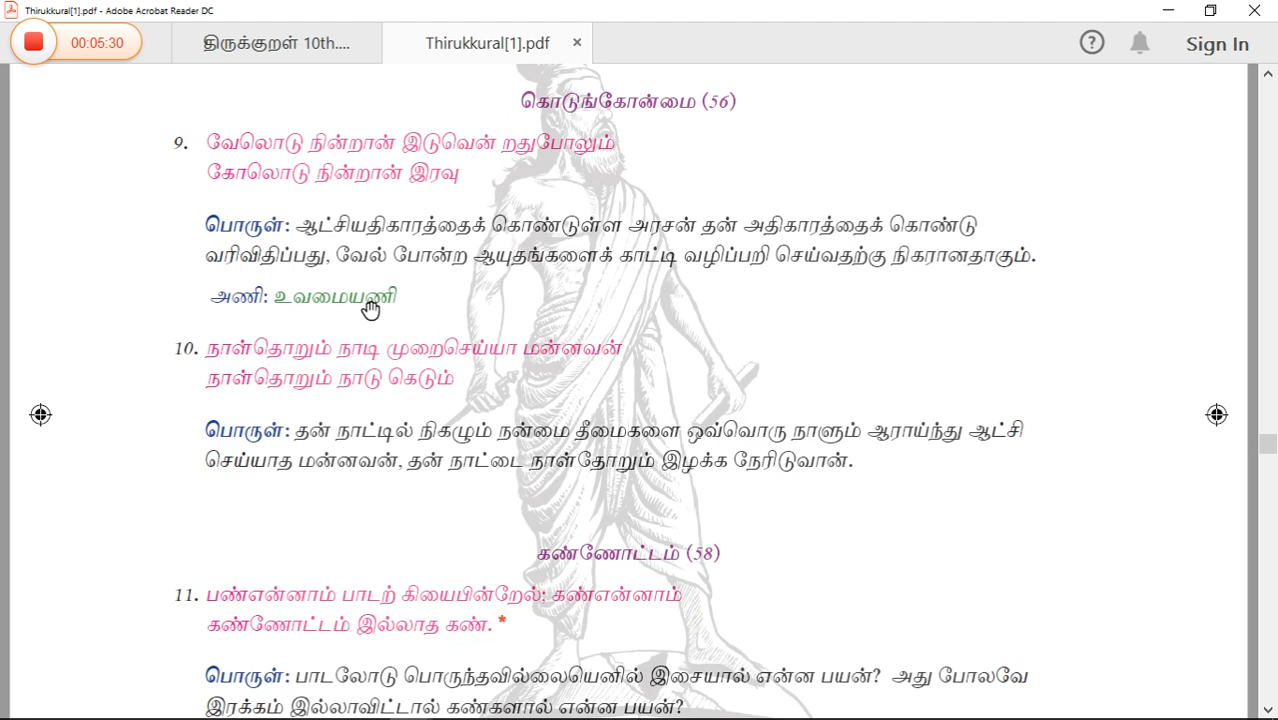 Thirukkural[1].pdf - Adobe Acrobat Reader DC
00:05:30
திருக்குறள் 10th....
Thirukkural[1].pdf
Sign In
கொடுங்கோன்மை (56)
9. வேலொடு நின்றான் இடுவென் றதுபோலும்
கோலொடு நின்றான் இரவு
பொருள்: ஆட்சியதிகாரத்தைக் கொண்டுள்ள அரசன் தன் அதிகாரத்தைக் கொண்டு
வரிவிதிப்பது, வேல் போன்ற ஆயுதங்களைக் காட்டி வழிப்பறி செய்வதற்கு நிகரானதாகும்.
அணி: உவமையணி
10. நாள்தொறும் நாடி முறைசெய்யா மன்னவன்
நாள்தொறும் நாடு கெடும்
பொருள்: தன் நாட்டில் நிகழும் நன்மை தீமைகளை ஒவ்வொரு நாளும் ஆராய்ந்து ஆட்சி
செய்யாத மன்னவன், தன் நாட்டை நாள்தோறும் இழக்க நேரிடுவான்.
கண்ணோட்டம் (58)
11. பண்என்னாம் பாடற் கியைபின்றேல்; கண்என்னாம்
கண்ணோட்டம் இல்லாத கண். *
பொருள்: பாடலோடு பொருந்தவில்லையெனில் இசையால் என்ன பயன்? அது போலவே
இரக்கம் இல்லாவிட்டால் கண்களால் என்ன பயன்?